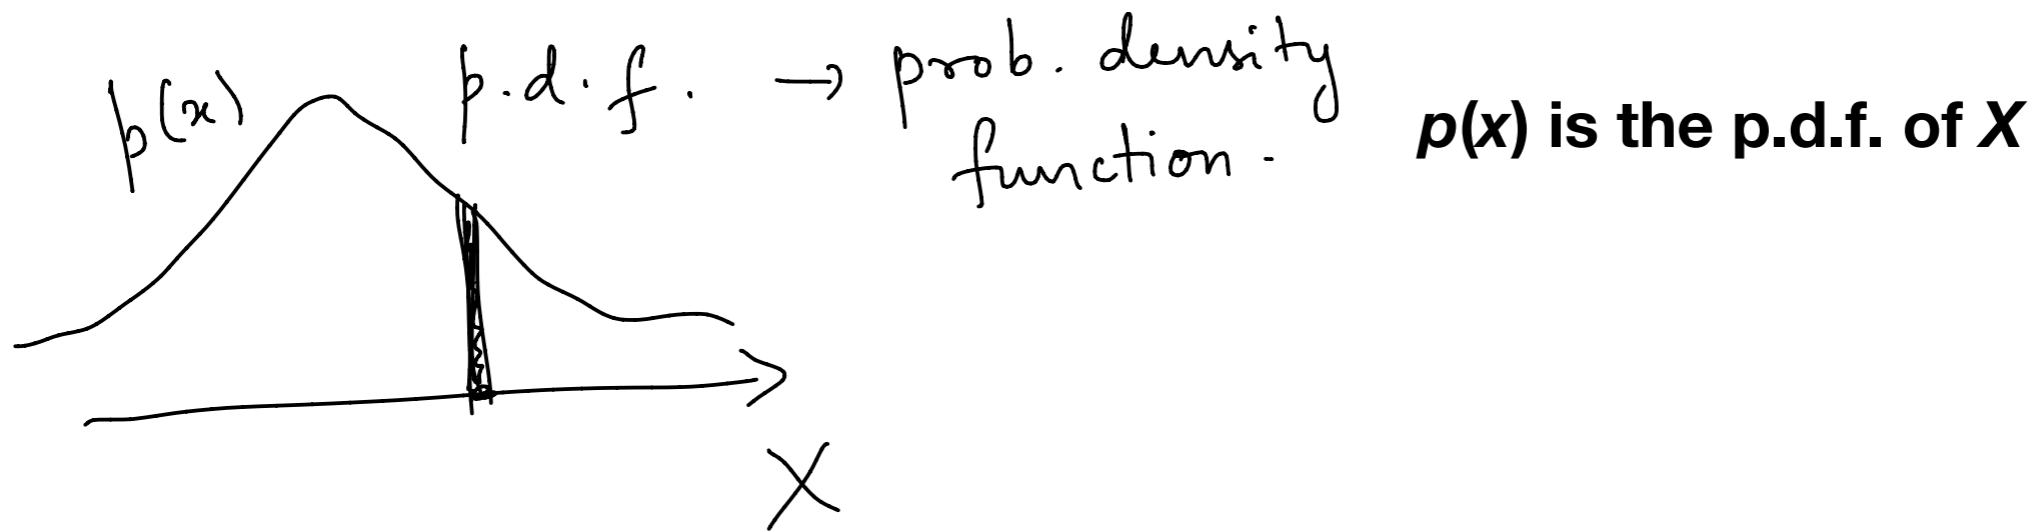 p(x)
p.d.f. → prob. density
function.
p(x) is the p.d.f. of X
X